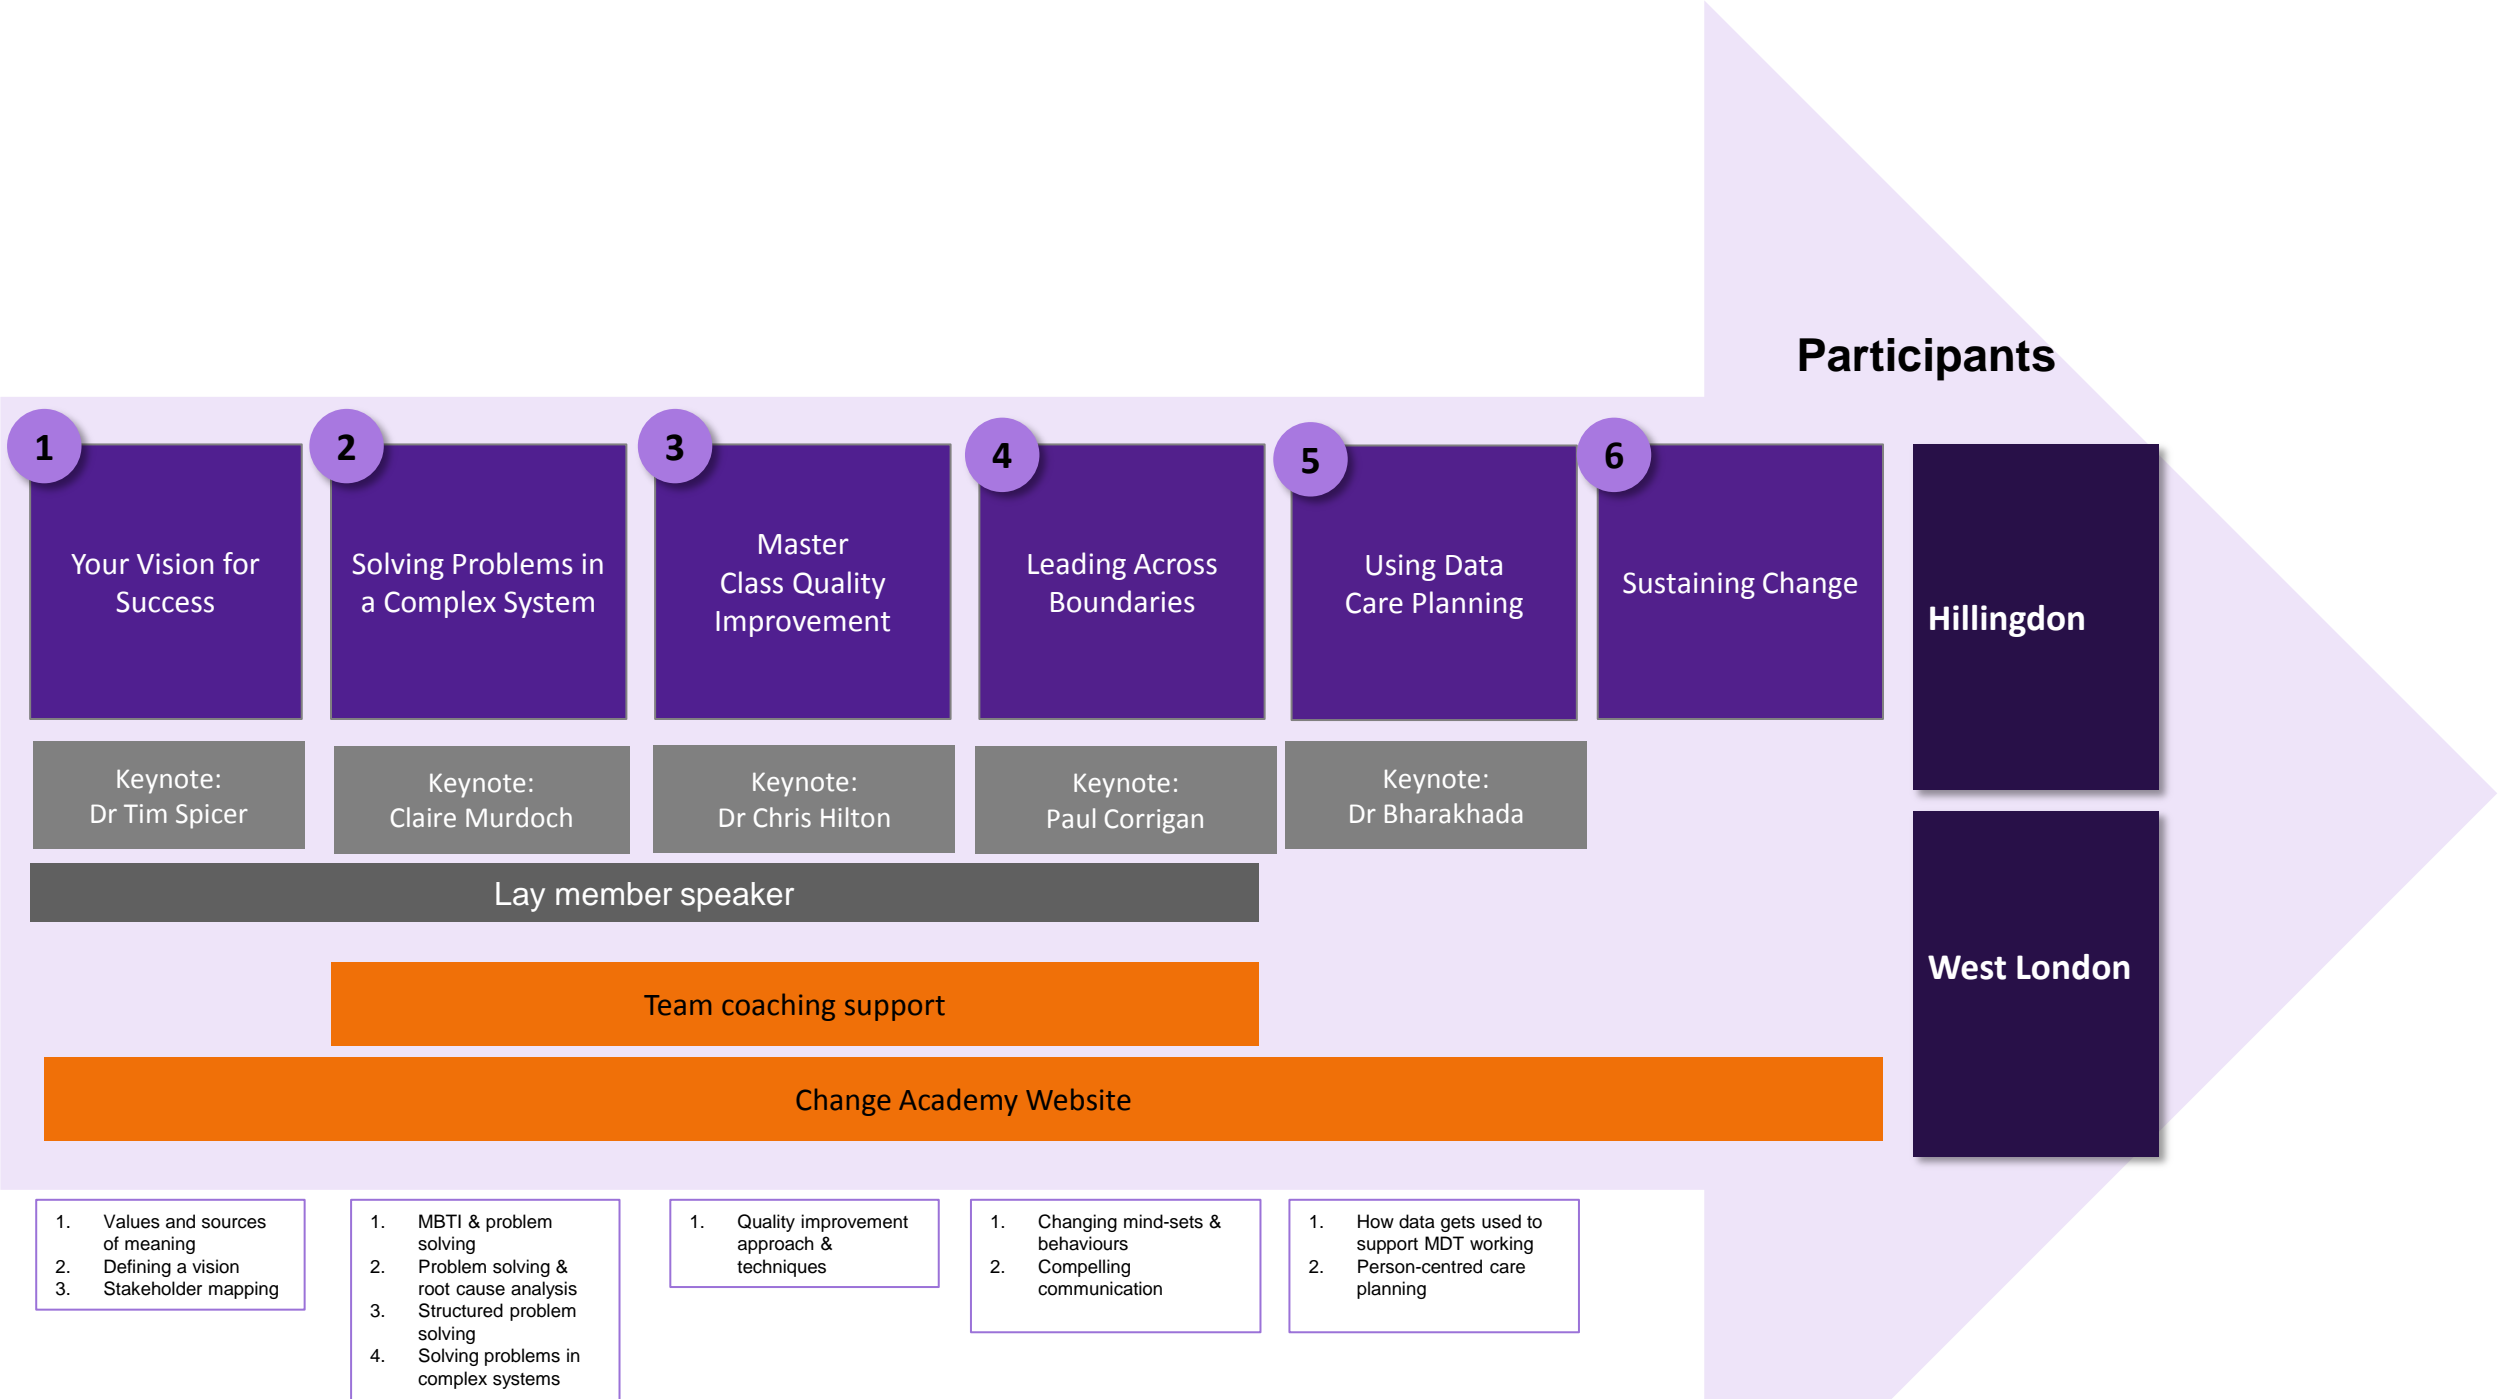 Participants
1
Your Vision for
Success
2
Solving Problems in
a Complex System
3
Master
Class Quality
Improvement
4
Leading Across
Boundaries
5
Using Data
Care Planning
6
Sustaining Change
Hillingdon
West London
Keynote:
Dr Tim Spicer
Keynote:
Claire Murdoch
Keynote:
Dr Chris Hilton
Keynote:
Paul Corrigan
Keynote:
Dr Bharakhada
Lay member speaker
Team coaching support
Change Academy Website
1. Values and sources
of meaning
2. Defining a vision
3. Stakeholder mapping
1. MBTI & problem
solving
2. Problem solving &
root cause analysis
3. Structured problem
solving
4. Solving problems in
complex systems
1. Quality improvement
approach &
techniques
1. Changing mind-sets &
behaviours
2. Compelling
communication
1. How data gets used to
support MDT working
2. Person-centred care
planning